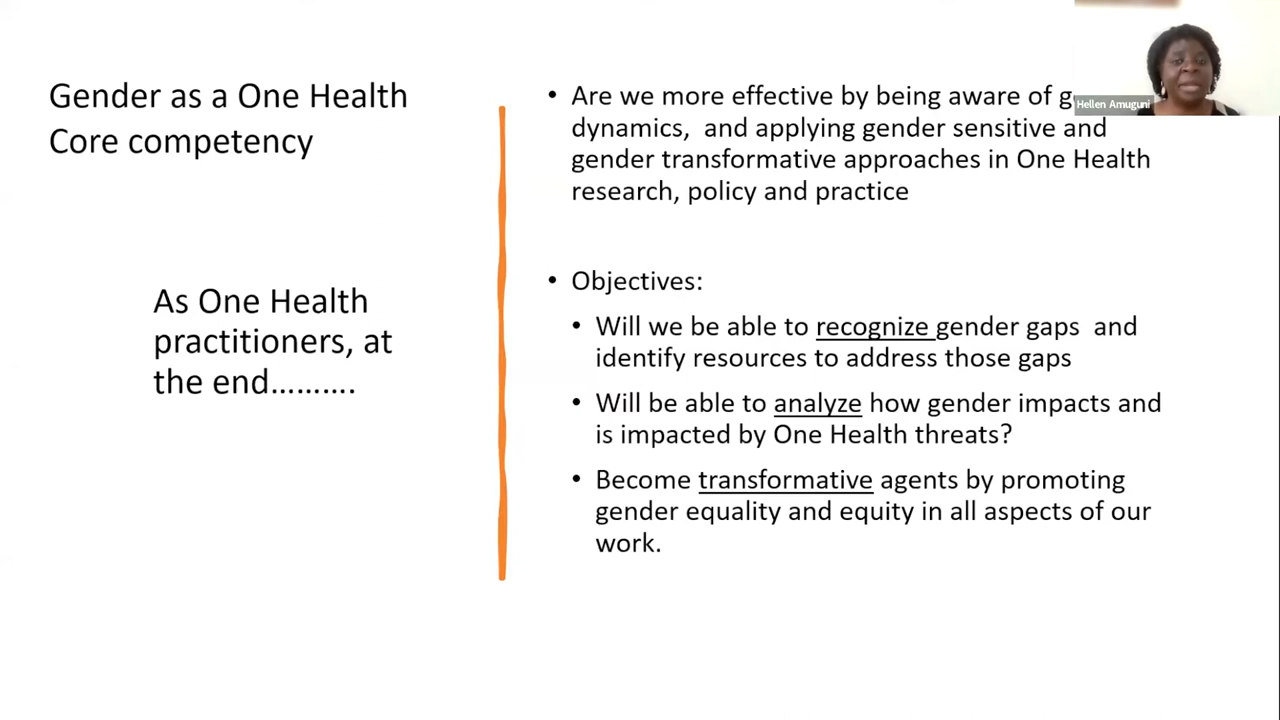 Gender as a One Health
Core competency
As One Health
practitioners, at
the end……….
• Are we more effective by being aware of
dynamics,  and applying gender sensitive and
gender transformative approaches in One Health
research, policy and practice
• Objectives:
• Will we be able to recognize gender gaps  and
identify resources to address those gaps
• Will be able to analyze how gender impacts and
is impacted by One Health threats?
• Become transformative agents by promoting
gender equality and equity in all aspects of our
work.
Hellen Amuguni